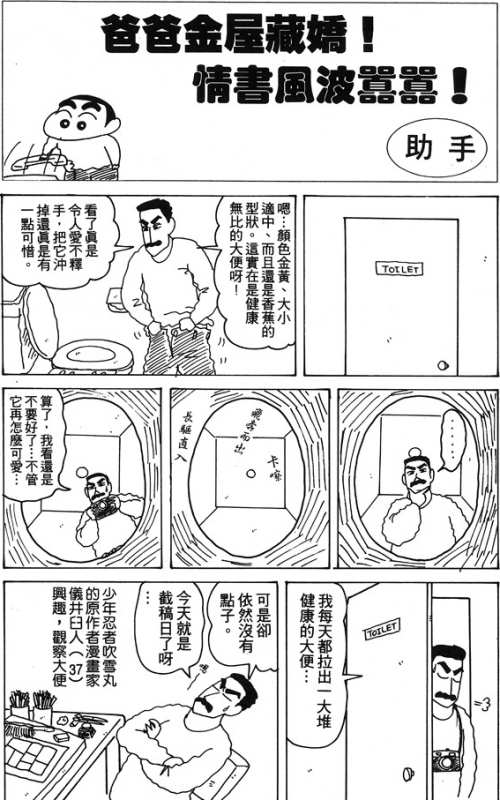 爸爸金屋藏嬌！
情書風波囂囂！
助手
TOILET
嗯…顏色金黃、大小
適中、而且還是香蕉的
型狀。這實在是健康
無比的大便呀！
看了真是
令人愛不釋
手，把它沖
掉還真是有
一點可惜。
……
卡嚓
而出
長驅直入
算了，我看還是
不要好了…不管
它再怎麼可愛…
=3
TOILET
我每天都拉出一大堆
健康的大便…
可是卻
依然沒有
點子。
今天就是
截稿日了呀
…
少年忍者吹雪丸
的原作者漫畫家
儀井臼人（37）
興趣，觀察大便